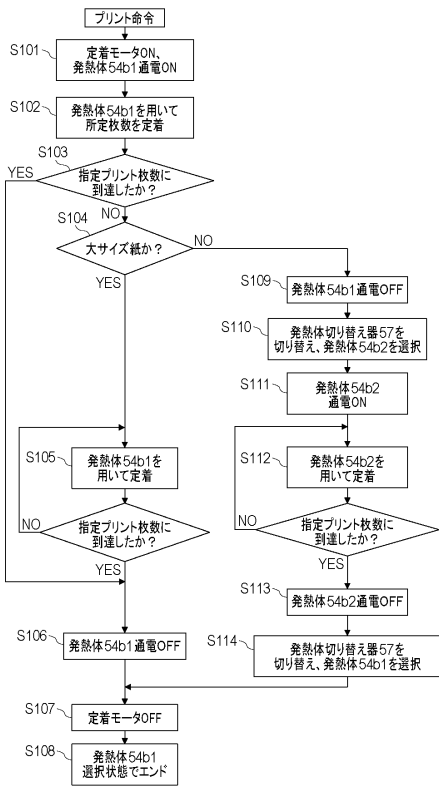 プリント命令
S101
定着モータON、
発熱体54b1通電ON
S102
発熱体54b1を用いて
所定枚数を定着
S103
指定プリント枚数に
到達したか？
YES
NO
S104
大サイズ紙か？
NO
YES
S109
発熱体54b1通電OFF
S110
発熱体切り替え器57を
切り替え、発熱体54b2を選択
S111
発熱体54b2
通電ON
S105
発熱体54b1を
用いて定着
S112
発熱体54b2を
用いて定着
指定プリント枚数に
到達したか？
NO
YES
指定プリント枚数に
到達したか？
NO
YES
S113
発熱体54b2通電OFF
S106
発熱体54b1通電OFF
S114
発熱体切り替え器57を
切り替え、発熱体54b1を選択
S107
定着モータOFF
S108
発熱体54b1
選択状態でエンド